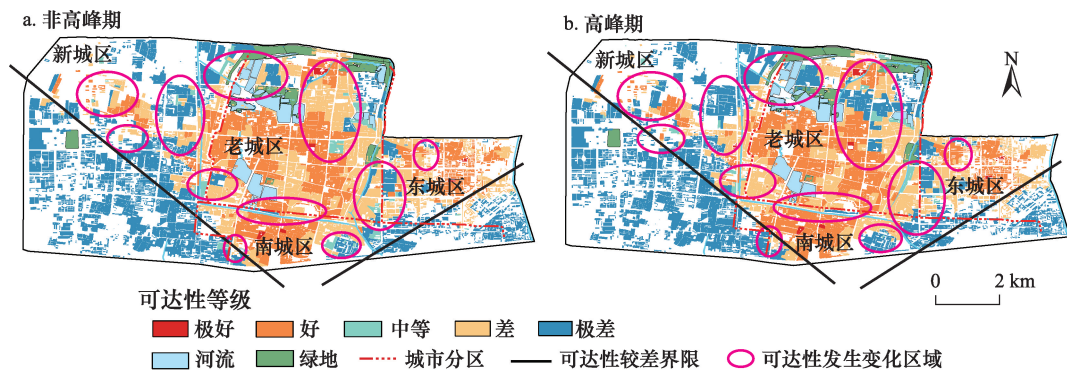 a. 非高峰期
新城区
老城区
东城区
南城区
b. 高峰期
新城区
老城区
东城区
南城区
N
0 2 km
可达性等级
极好 好 中等 差 极差
河流 绿地 城市分区 可达性较差界限 可达性发生变化区域